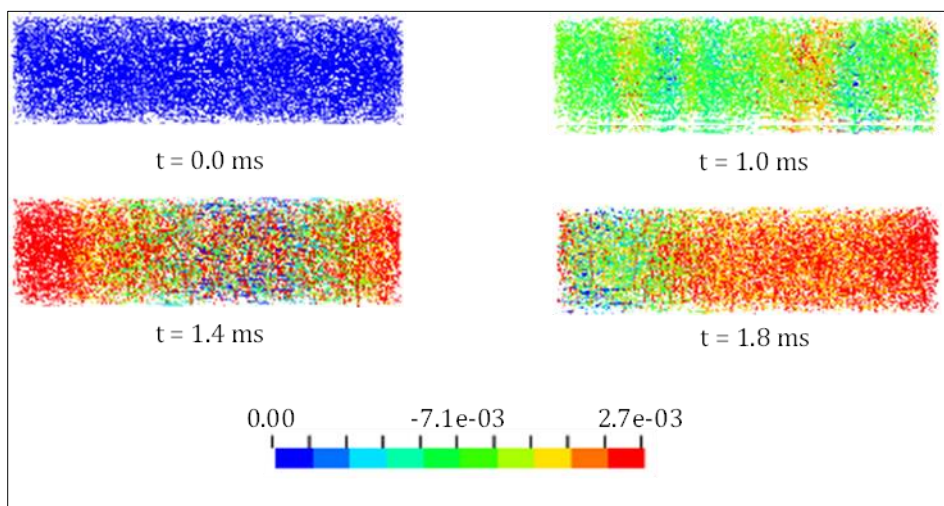 t = 0.0 ms
t = 1.0 ms
t = 1.4 ms
t = 1.8 ms
0.00 -7.1e-03 2.7e-03